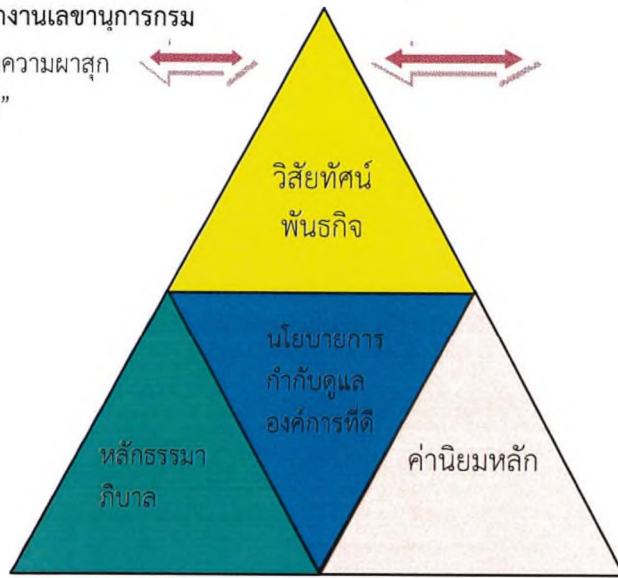 งานเลขานุการกรม
ความผาสุก
”
วิสัยทัศน์
พันธกิจ
นโยบายการ
กำกับดูแล
องค์การที่ดี
หลักธรรมา
ภิบาล
ค่านิยมหลัก